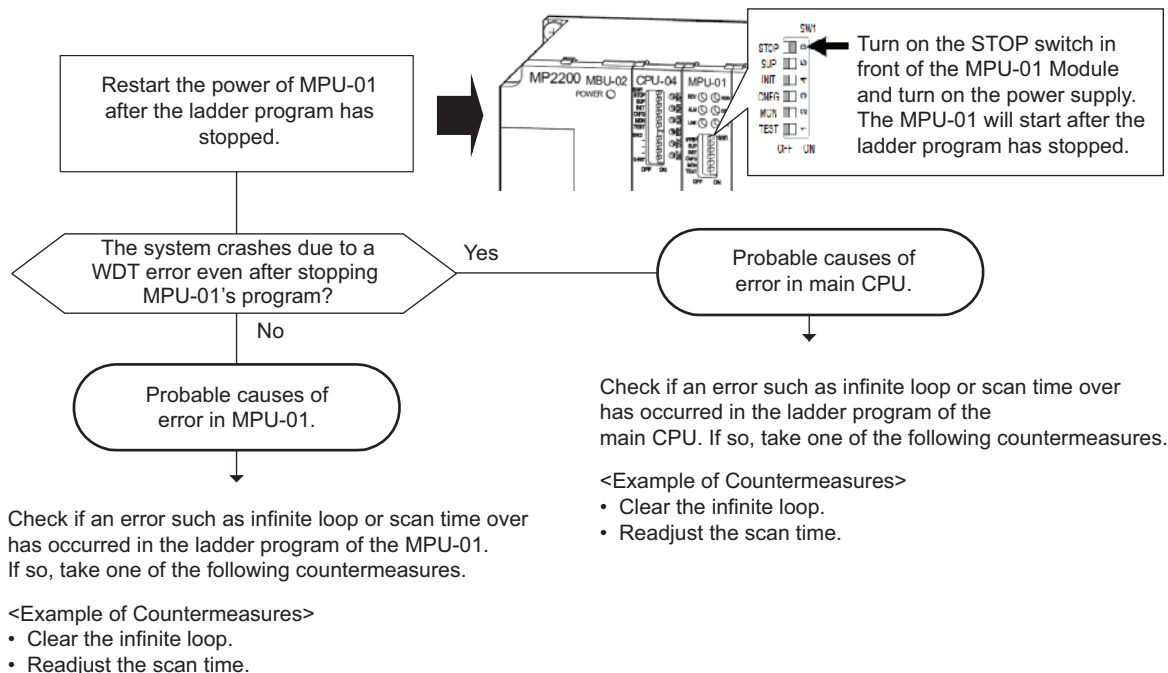 Restart the power of MPU-01
after the ladder program has
stopped.
MP2200 MBU-02 CPU-04 MPU-01
POWER
STOP
SUP
INIT
CNFG
MON
TEST
OFF ON
SW1
STOP
SUP
INIT
CNFG
MON
TEST
OFF ON
Turn on the STOP switch in
front of the MPU-01 Module
and turn on the power supply.
The MPU-01 will start after the
ladder program has stopped.
The system crashes due to a
WDT error even after stopping
MPU-01's program?
Yes
Probable causes of
error in main CPU.
No
Probable causes of
error in MPU-01.
Check if an error such as infinite loop or scan time over
has occurred in the ladder program of the
main CPU. If so, take one of the following countermeasures.
<Example of Countermeasures>
• Clear the infinite loop.
• Readjust the scan time.
Check if an error such as infinite loop or scan time over
has occurred in the ladder program of the MPU-01.
If so, take one of the following countermeasures.
<Example of Countermeasures>
• Clear the infinite loop.
• Readjust the scan time.